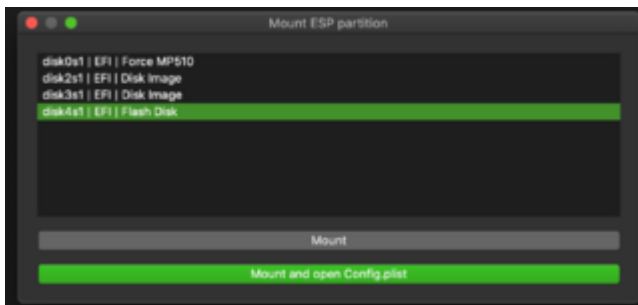 Mount ESP partition
disk0s1 | EFI | Force MP510
disk2s1 | EFI | Disk Image
disk3s1 | EFI | Disk Image
disk4s1 | EFI | Flash Disk
Mount
Mount and open Config.plist